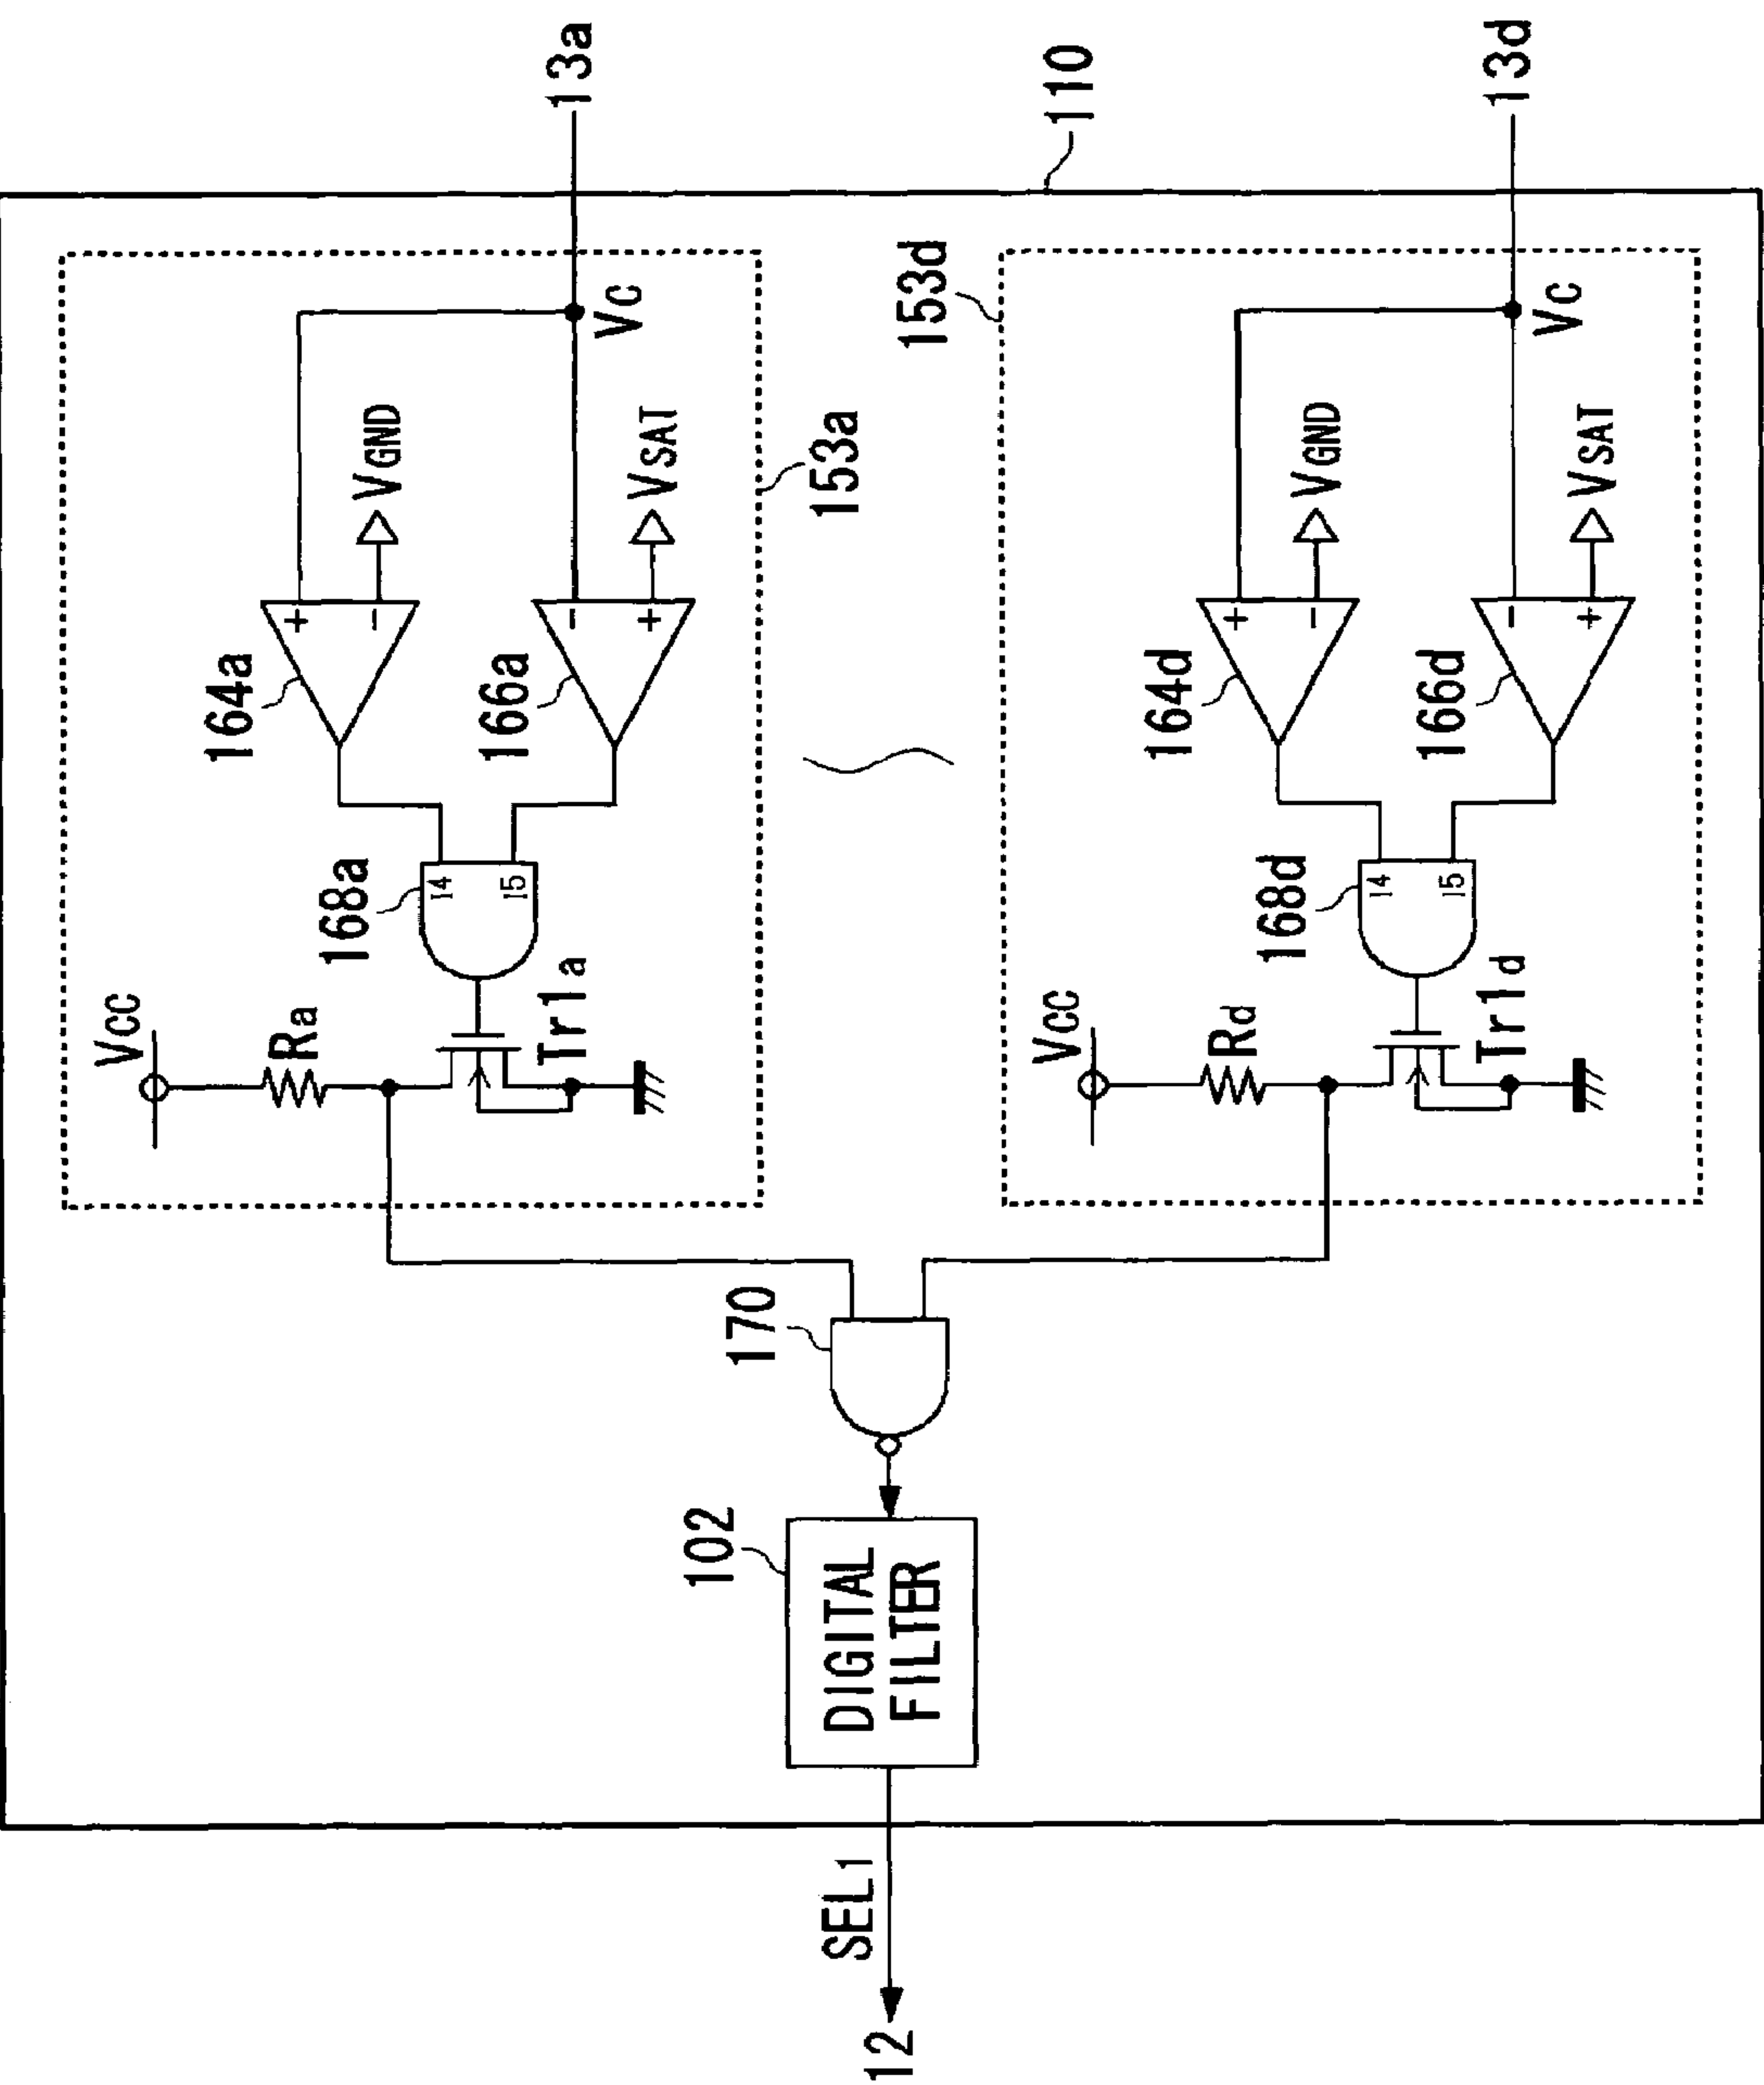 13a
110
13d
153a
VC
VGND
VSAT
164a
+
−
166a
−
+
168a
I4
I5
VCC
Ra
Tr1a
153d
VC
VGND
VSAT
164d
+
−
166d
−
+
168d
I4
I5
VCC
Rd
Tr1d
170
102
DIGITAL
FILTER
SEL1
12